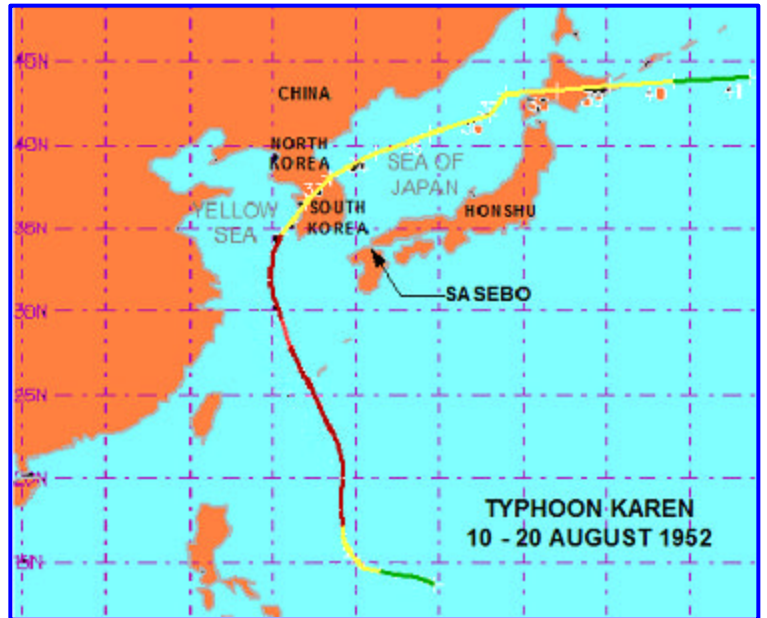 45N
CHINA
40N
NORTH
KOREA
SEA OF
JAPAN
YELLOW
SEA
SOUTH
KOREA
HONSHU
35N
SASEBO
30N
25N
20N
TYPHOON KAREN
10 - 20 AUGUST 1952
15N